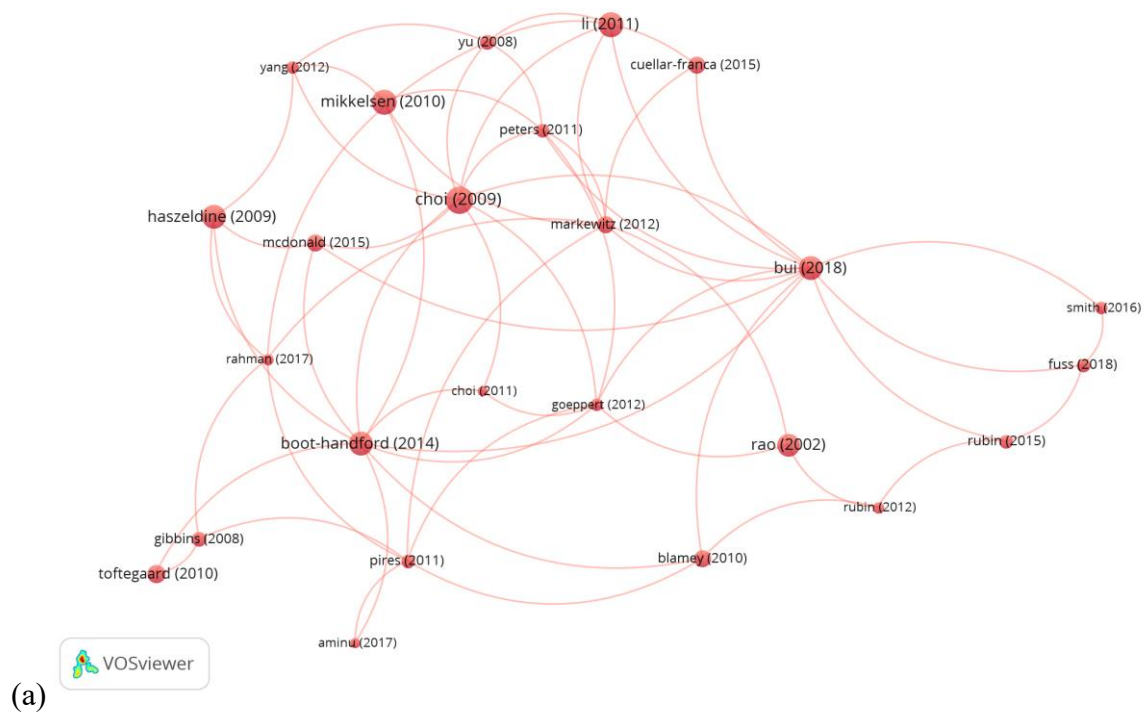 li (2011)
yu (2008)
yang (2012)
cuellar-franca (2015)
mikkelsen (2010)
peters (2011)
choi (2009)
haszeldine (2009)
markewitz (2012)
mcdonald (2015)
bui (2018)
smith (2016)
rahman (2017)
fuss (2018)
choi (2011)
goeppert (2012)
boot-handford (2014)
rao (2002)
rubin (2015)
rubin (2012)
gibbins (2008)
blamey (2010)
pires (2011)
toftegaard (2010)
aminu (2017)
VOSviewer
(a)